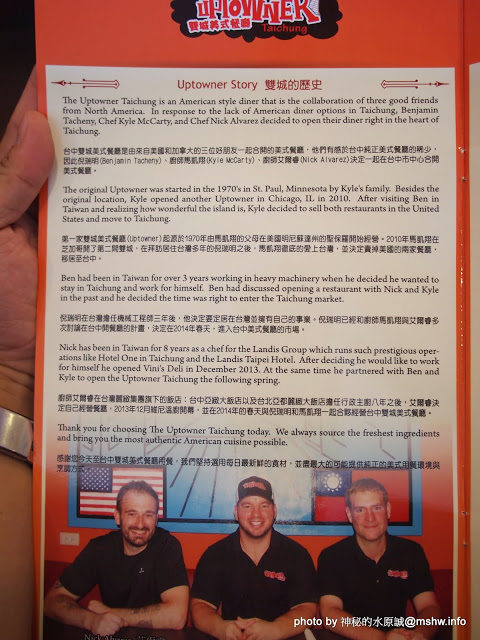 UPTOWNER
雙城美式餐廳
Taichung
Uptowner Story 雙城的歷史
The Uptowner Taichung is an American style diner that is the collaboration of three good friends
from North America. In response to the lack of American diner options in Taichung, Benjamin
Tacheny, Chef Kyle McCarty, and Chef Nick Alvarez decided to open their diner right in the heart of
Taichung.
台中雙城美式餐廳是由來自美國和加拿大的三位好朋友一起合開的美式餐廳，他們有感於台中純正美式餐廳的稀少，
因此倪瑞明(Benjamin Tacheny)、廚師馬凱翔(Kyle McCarty)、廚師艾爾睿(Nick Alvarez)決定一起在台中市中心合開
美式餐廳。
The original Uptowner was started in the 1970's in St. Paul, Minnesota by Kyle's family. Besides the
original location, Kyle opened another Uptowner in Chicago, IL in 2010. After visiting Ben in
Taiwan and realizing how wonderful the island is, Kyle decided to sell both restaurants in the United
States and move to Taichung.
第一家雙城美式餐廳(Uptowner)起源於1970年由馬凱翔的父母在美國明尼蘇達州的聖保羅開始經營。2010年馬凱翔在
芝加哥開了第二間雙城，在拜訪居住台灣多年的倪瑞明之後，馬凱翔徹底的愛上台灣，並決定賣掉美國的兩家餐廳，
移居至台中。
Ben had been in Taiwan for over 3 years working in heavy machinery when he decided he wanted to
stay in Taichung and work for himself. Ben had discussed opening a restaurant with Nick and Kyle
in the past and he decided the time was right to enter the Taichung market.
倪瑞明在台灣擔任機械工程師三年後，他決定要定居在台灣並擁有自己的事業。倪瑞明已經和廚師馬凱翔與艾爾睿多
次討論在台中開餐廳的計畫，決定在2014年春天，進入台中美式餐廳的市場。
Nick has been in Taiwan for 8 years as a chef for the Landis Group which runs such prestigious oper-
ations like Hotel One in Taichung and the Landis Taipei Hotel. After deciding he would like to work
for himself he opened Vini's Deli in December 2013. At the same time he partnered with Ben and
Kyle to open the Uptowner Taichung the following spring.
廚師艾爾睿在台灣麗緻集團旗下的飯店：台中亞緻大飯店以及台北亞都麗緻大飯店擔任行政主廚八年之後，艾爾睿決
定自己經營餐廳，2013年12月維尼溫廚開幕，並在2014年的春天與倪瑞明和馬凱翔一起合夥經營台中雙城美式餐廳。
Thank you for choosing The Uptowner Taichung today. We always source the freshest ingredients
and bring you the most authentic American cuisine possible.
感謝您今天至台中雙城美式餐廳用餐，我們堅持選用每日最新鮮的食材，並盡最大的可能提供純正的美式用餐環境與
烹調方式。
Nick Alvarez
photo by 神秘的水原誠@mshw.info